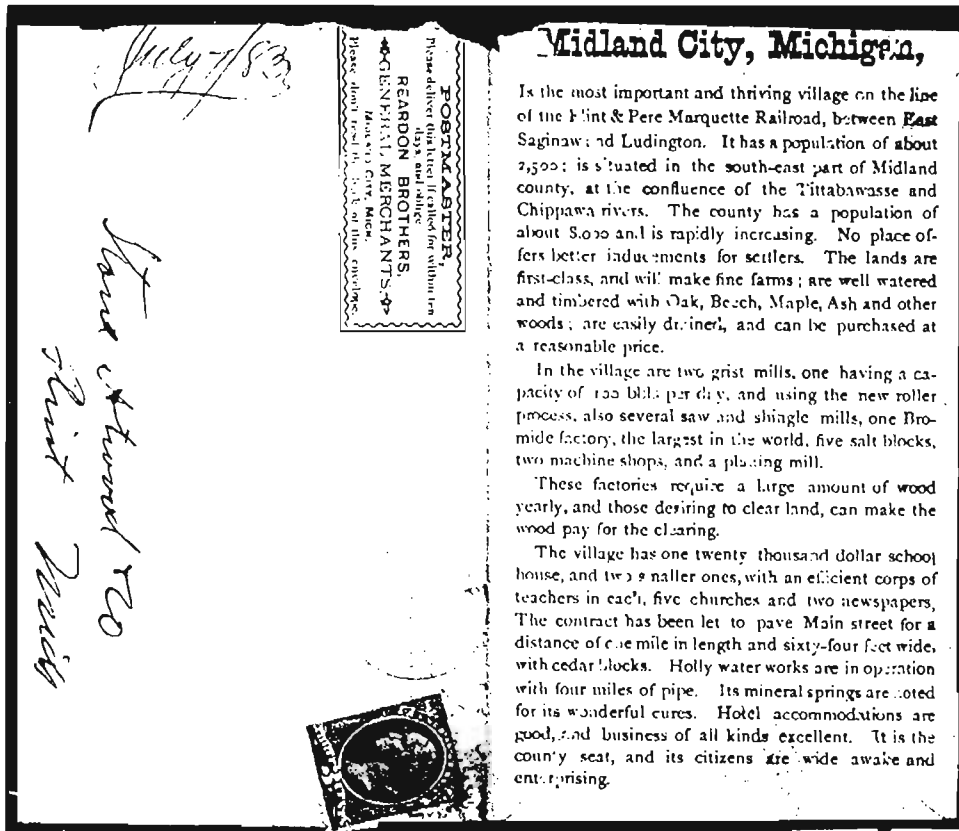 July 7/83
POSTMASTER,
Please deliver this letter if called for within ten
days, and oblige
REARDON BROTHERS,
GENERAL MERCHANTS,
MIDLAND CITY, MICH.
Please don't read the back of this envelope.
Stone Atwood & Co
Flint
Mich
Midland City, Michigan,
Is the most important and thriving village on the line
of the Flint & Pere Marquette Railroad, between East
Saginaw and Ludington. It has a population of about
2,500; is situated in the south-east part of Midland
county, at the confluence of the Tittabawasse and
Chippawa rivers. The county has a population of
about 8,000 and is rapidly increasing. No place of-
fers better inducements for settlers. The lands are
first-class, and will make fine farms; are well watered
and timbered with Oak, Beech, Maple, Ash and other
woods; are easily drained, and can be purchased at
a reasonable price.
In the village are two grist mills, one having a ca-
pacity of 100 bbls per day, and using the new roller
process, also several saw and shingle mills, one Bro-
mide factory, the largest in the world, five salt blocks,
two machine shops, and a planing mill.
These factories require a large amount of wood
yearly, and those desiring to clear land, can make the
wood pay for the clearing.
The village has one twenty thousand dollar school
house, and two smaller ones, with an efficient corps of
teachers in each, five churches and two newspapers,
The contract has been let to pave Main street for a
distance of one mile in length and sixty-four feet wide,
with cedar blocks. Holly water works are in operation
with four miles of pipe. Its mineral springs are noted
for its wonderful cures. Hotel accommodations are
good, and business of all kinds excellent. It is the
county seat, and its citizens are wide awake and
enterprising.